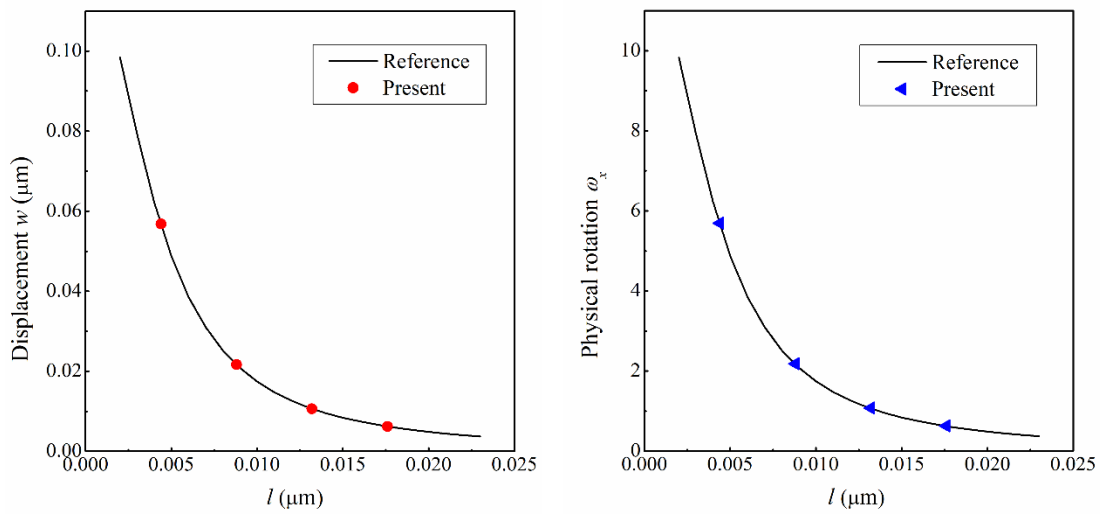 Displacement w (μm)
0.10
0.08
0.06
0.04
0.02
0.00
Reference
Present
0.000 0.005 0.010 0.015 0.020 0.025
l (μm)
Physical rotation ω_x
10
8
6
4
2
0
Reference
Present
0.000 0.005 0.010 0.015 0.020 0.025
l (μm)